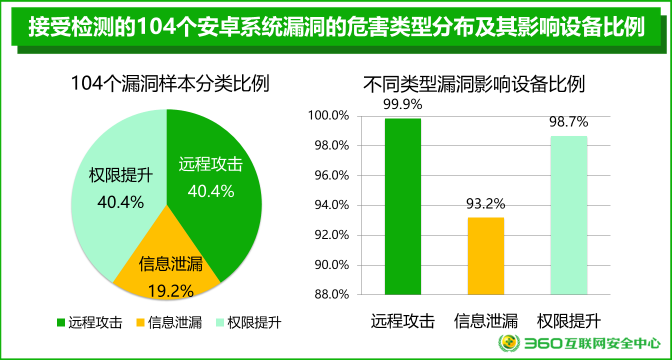 接受检测的104个安卓系统漏洞的危害类型分布及其影响设备比例
104个漏洞样本分类比例
权限提升
40.4%
远程攻击
40.4%
信息泄漏
19.2%
远程攻击 信息泄漏 权限提升
不同类型漏洞影响设备比例
100.0%
98.0%
96.0%
94.0%
92.0%
90.0%
88.0%
99.9%
93.2%
98.7%
远程攻击 信息泄漏 权限提升
360互联网安全中心